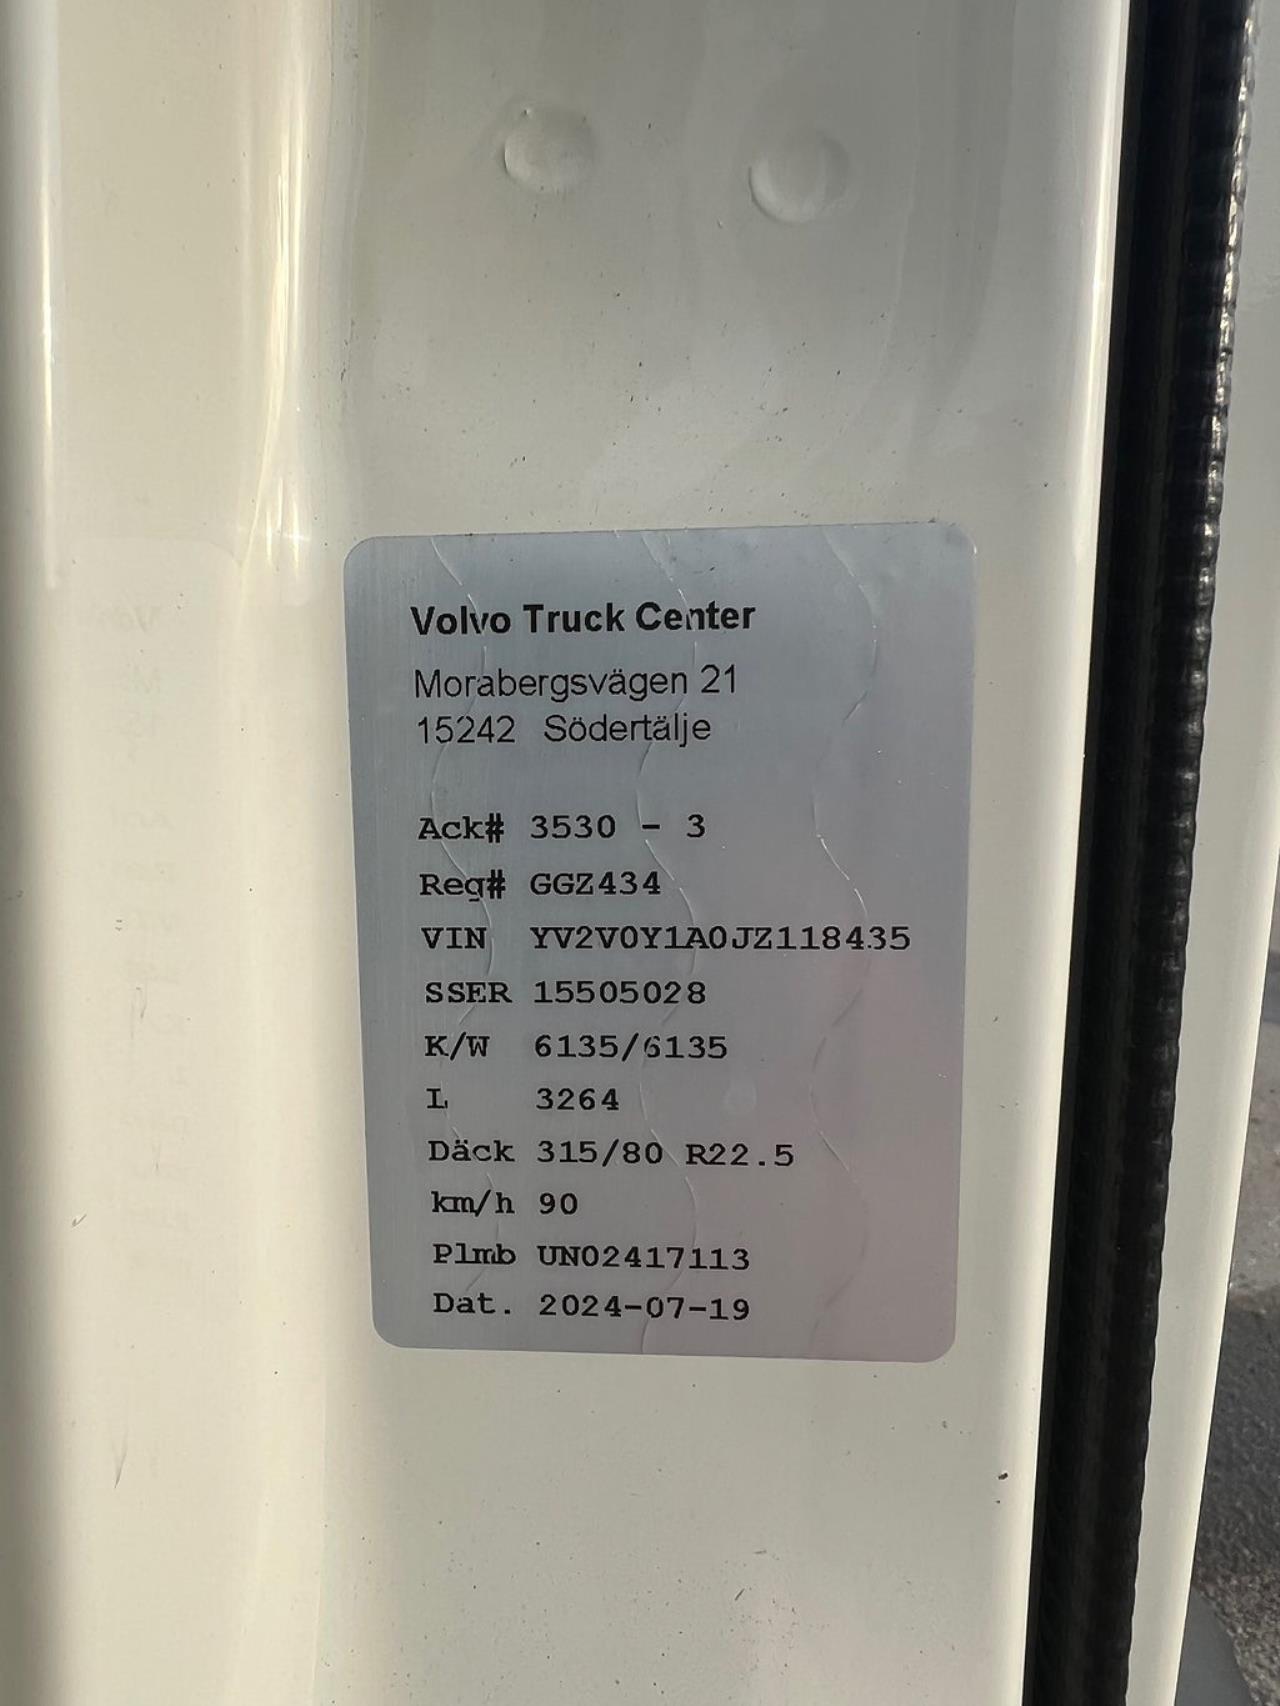 Volvo Truck Center
Morabergsvägen 21
15242 Södertälje
Ack# 3530 - 3
Reg# GGZ434
VIN YV2V0Y1A0JZ118435
SSER 15505028
K/W 6135/6135
L 3264
Däck 315/80 R22.5
km/h 90
Plmb UN02417113
Dat. 2024-07-19